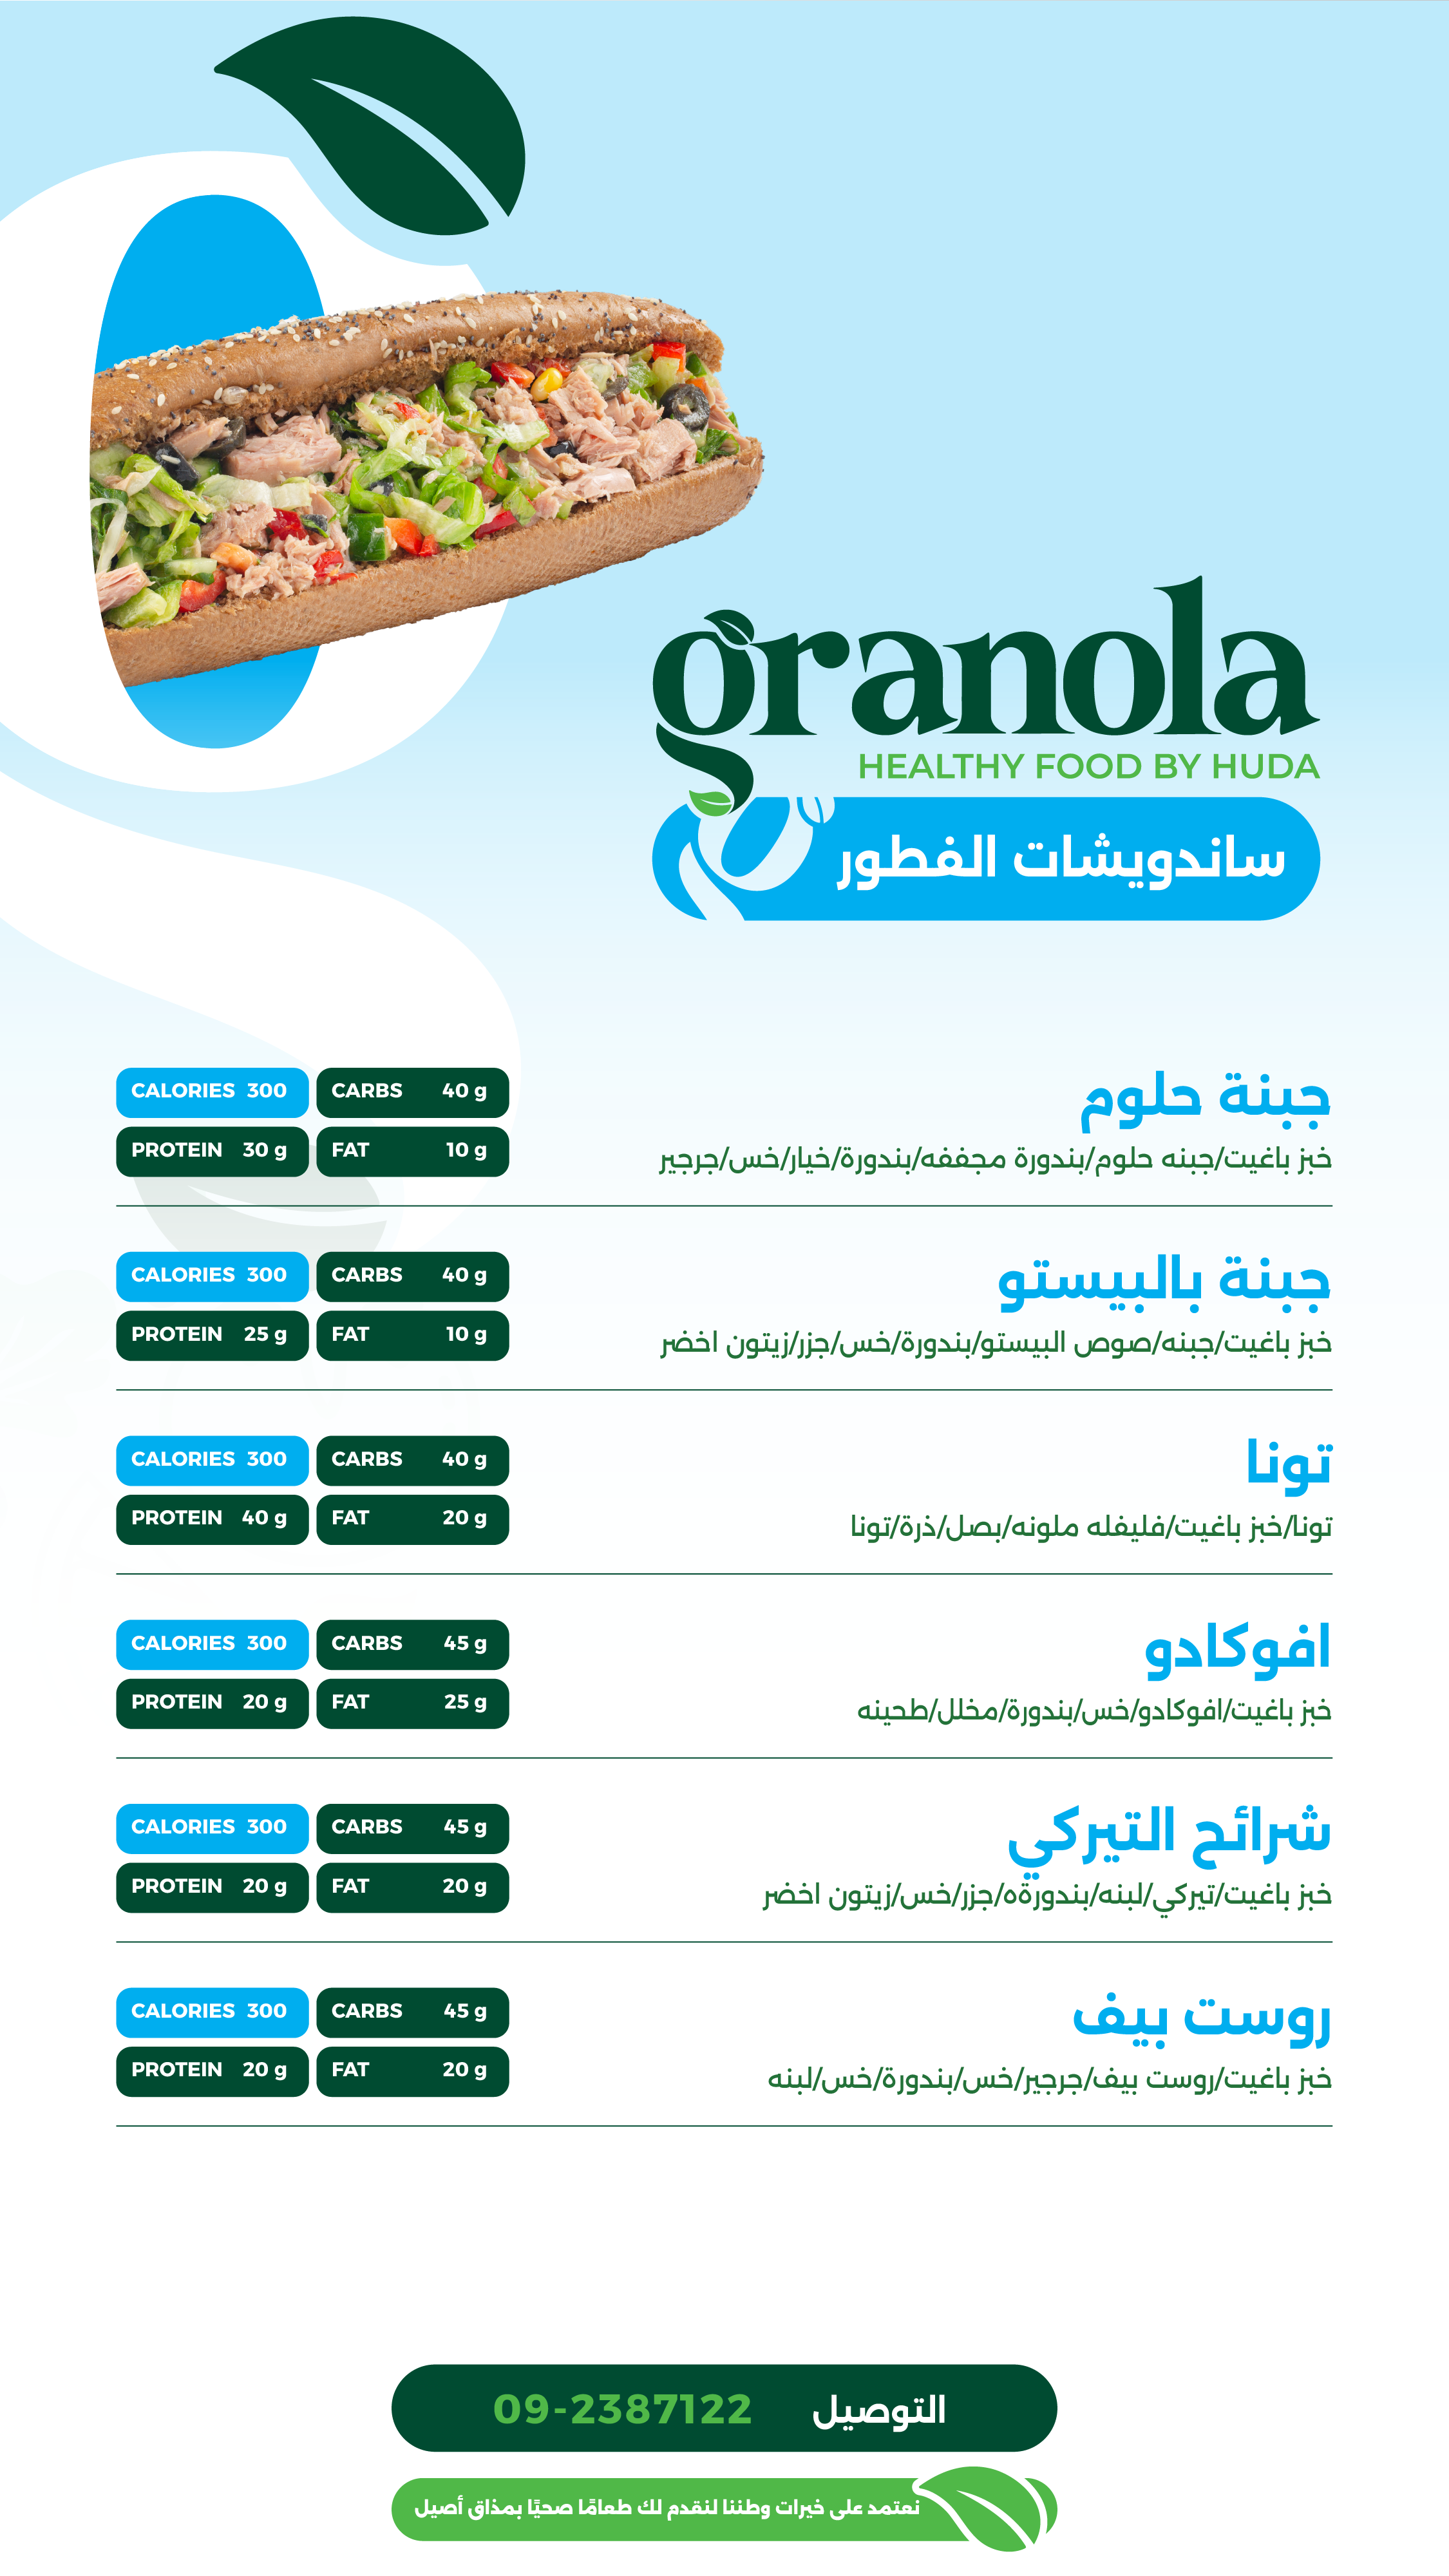 granola
HEALTHY FOOD BY HUDA
ساندويشات الفطور
جبنة حلوم
خبز باغيت/جبنه حلوم/بندورة مجففه/بندورة/خيار/خس/جرجير
CALORIES 300 CARBS 40 g
PROTEIN 30 g FAT 10 g
جبنة بالبيستو
خبز باغيت/جبنه/صوص البيستو/بندورة/خس/جزر/زيتون اخضر
CALORIES 300 CARBS 40 g
PROTEIN 25 g FAT 10 g
تونا
تونا/خبز باغيت/فليفله ملونه/بصل/ذرة/تونا
CALORIES 300 CARBS 40 g
PROTEIN 40 g FAT 20 g
افوكادو
خبز باغيت/افوكادو/خس/بندورة/مخلل/طحينه
CALORIES 300 CARBS 45 g
PROTEIN 20 g FAT 25 g
شرائح التيركي
خبز باغيت/تيركي/لبنه/بندورةه/جزر/خس/زيتون اخضر
CALORIES 300 CARBS 45 g
PROTEIN 20 g FAT 20 g
روست بيف
خبز باغيت/روست بيف/جرجير/خس/بندورة/خس/لبنه
CALORIES 300 CARBS 45 g
PROTEIN 20 g FAT 20 g
التوصيل 09-2387122
نعتمد على خيرات وطننا لنقدم لك طعامًا صحيًا بمذاق أصيل